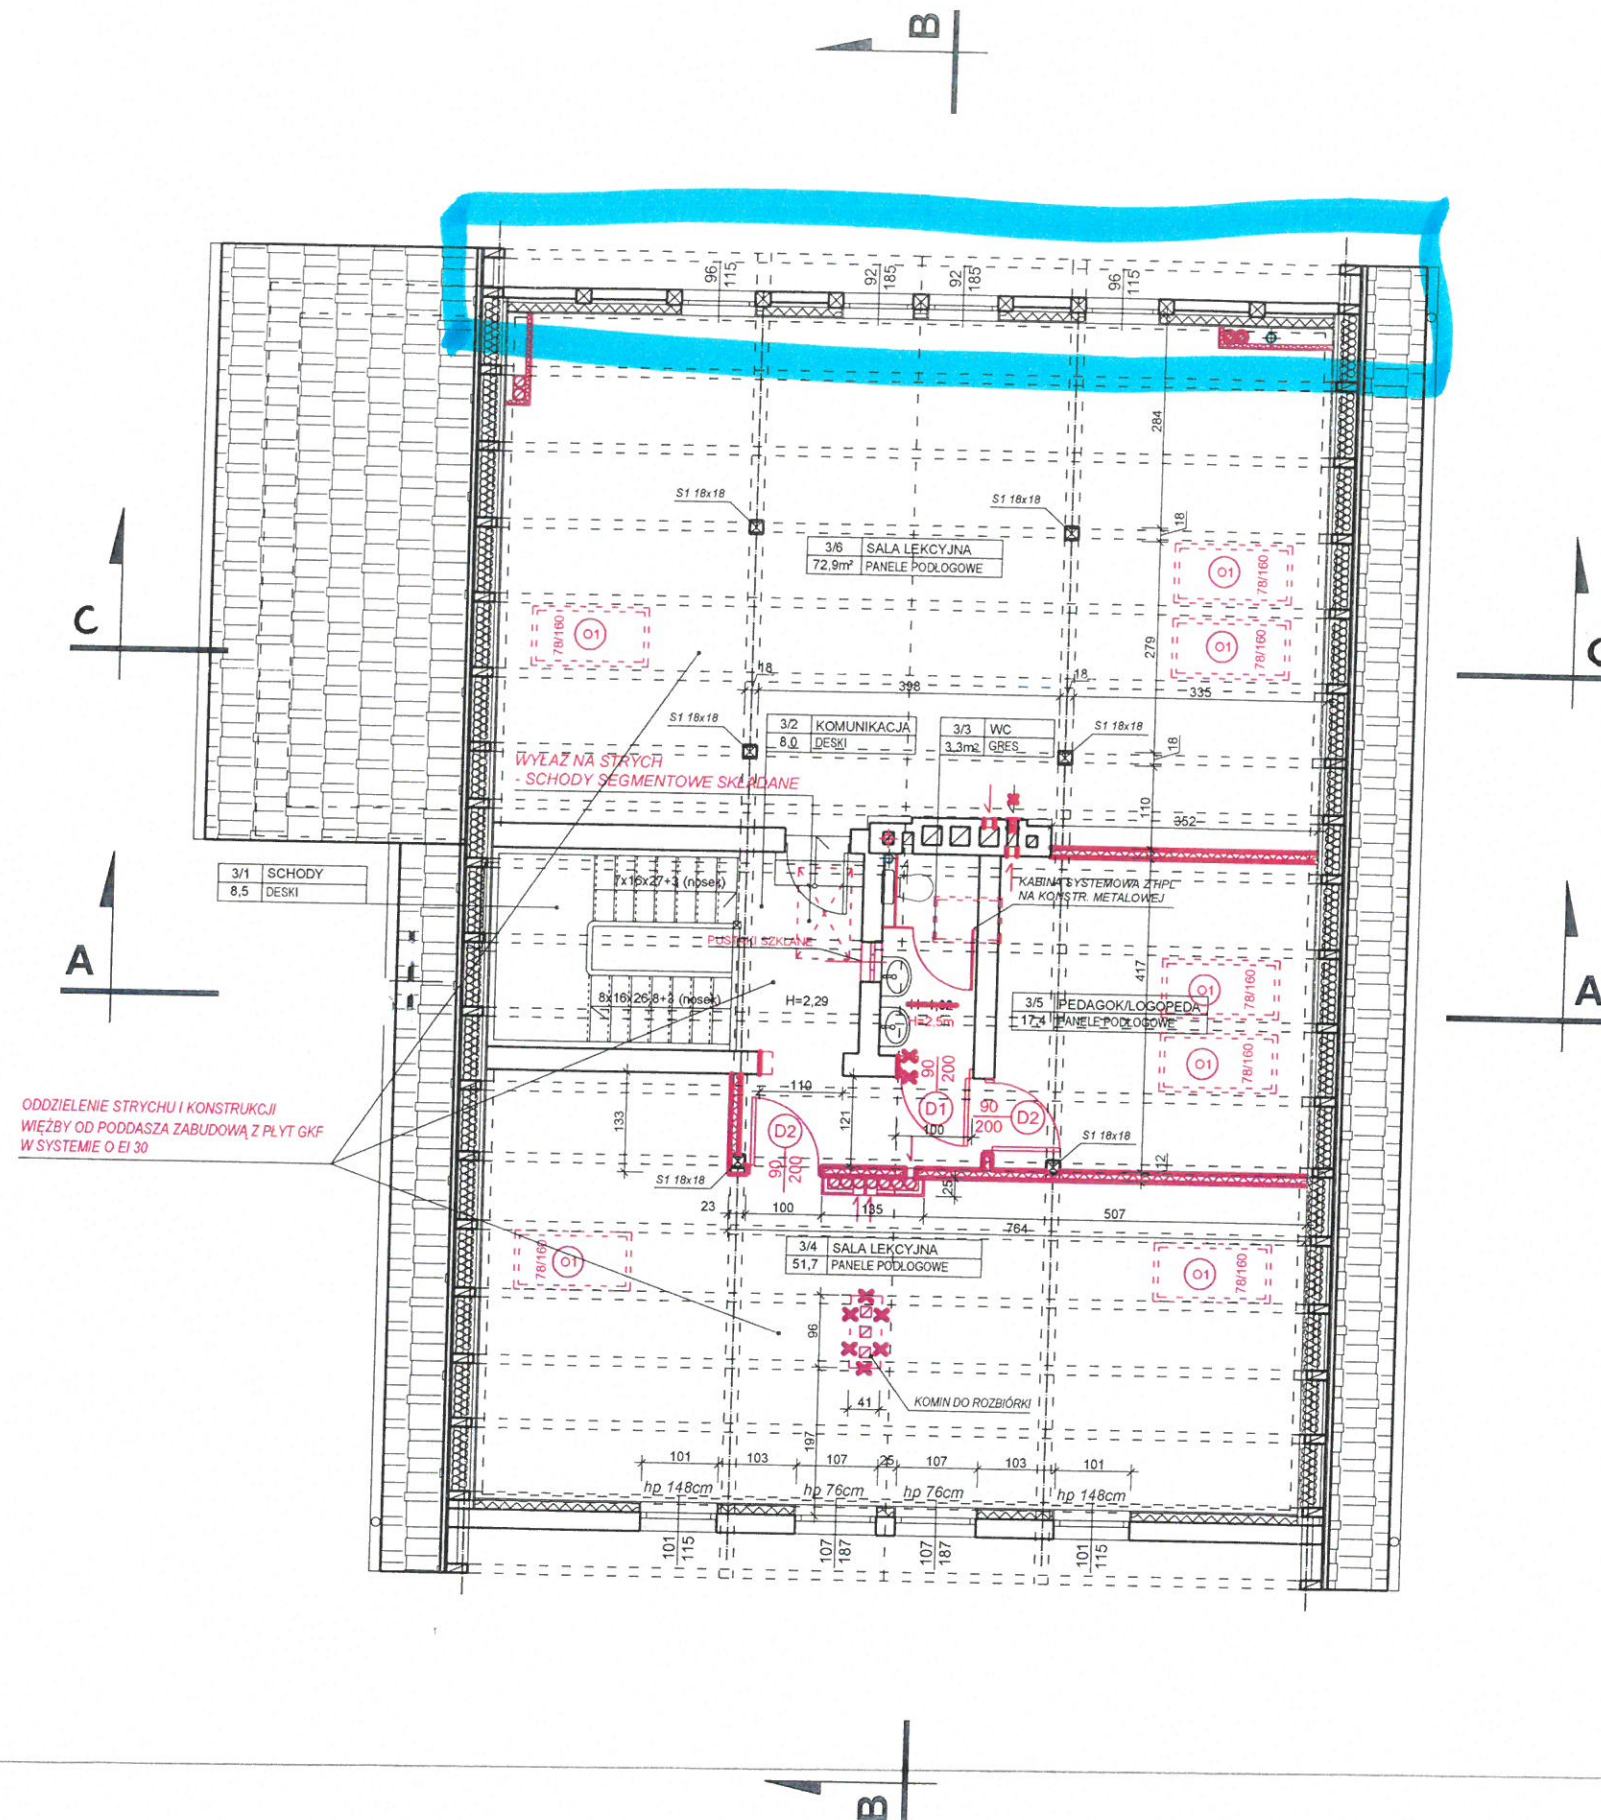 B
96
115
92
185
92
185
96
115
284
S1 18x18
S1 18x18
18
3/6 SALA LEKCYJNA
72,9m² PANELE PODŁOGOWE
O1
78/160
C
78/160
O1
O1
78/160
279
C
18
398
18
335
S1 18x18
3/2 KOMUNIKACJA
8,0 DESKI
3/3 WC
3,3m2 GRES
S1 18x18
18
WYŁAZ NA STRYCH
- SCHODY SEGMENTOWE SKŁADANE
110
352
3/1 SCHODY
8,5 DESKI
7x16x27+3 (nosek)
KABINA SYSTEMOWA Z HPL
NA KONSTR. METALOWEJ
PUSTAKI SZKLANE
A
417
8x16x26,8+3 (nosek)
H=2,29
H=2.5m
3/5 PEDAGOK/LOGOPEDA
17,4 PANELE PODŁOGOWE
O1
78/160
A
O1
78/160
90
200
110
D1
90
200
D2
ODDZIELENIE STRYCHU I KONSTRUKCJI
WIĘŹBY OD PODDASZA ZABUDOWĄ Z PŁYT GKF
W SYSTEMIE O EI 30
133
D2
121
100
S1 18x18
90
200
12
S1 18x18
25
23
100
135
507
764
3/4 SALA LEKCYJNA
51,7 PANELE PODŁOGOWE
78/160
O1
O1
78/160
96
41
KOMIN DO ROZBIÓRKI
197
101
103
107
25
107
103
101
hp 148cm
hp 76cm
hp 76cm
hp 148cm
101
115
107
187
107
187
101
115
B